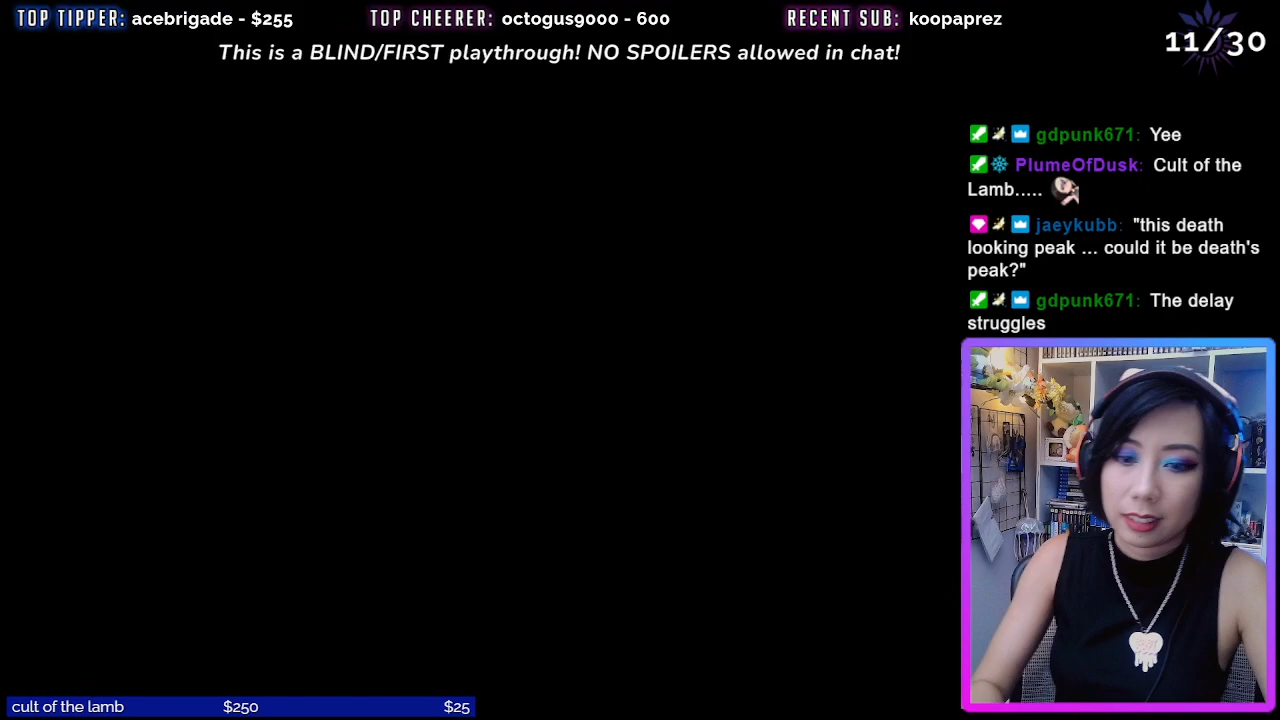 TOP TIPPER: acebrigade - $255 TOP CHEERER: octogus9000 - 600 RECENT SUB: koopaprez
11/30
This is a BLIND/FIRST playthrough! NO SPOILERS allowed in chat!
gdpunk671: Yee
PlumeOfDusk: Cult of the
Lamb.....
jaeykubb: "this death
looking peak ... could it be death's
peak?"
gdpunk671: The delay
struggles
cult of the lamb $250 $25